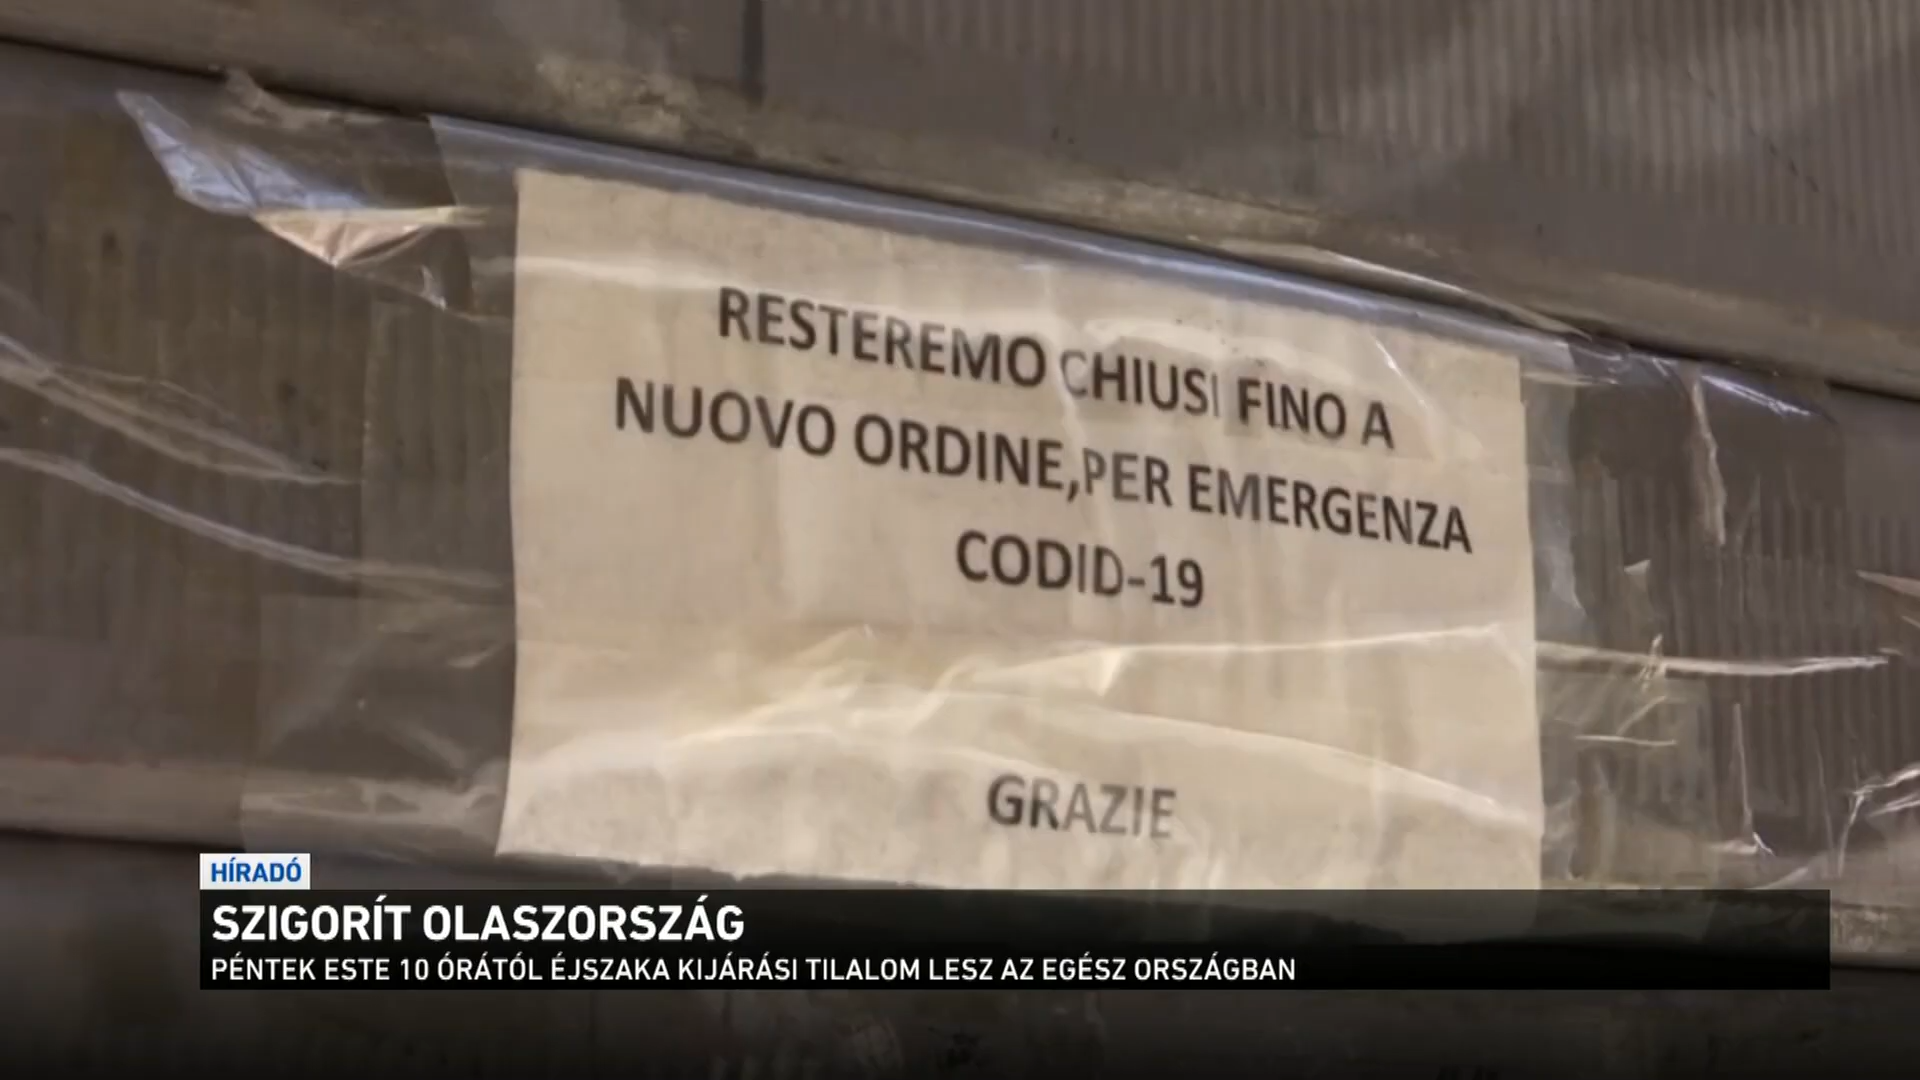 RESTEREMO CHIUSI FINO A
NUOVO ORDINE,PER EMERGENZA
CODID-19
GRAZIE
HÍRADÓ
SZIGORÍT OLASZORSZÁG
PÉNTEK ESTE 10 ÓRÁTÓL ÉJSZAKA KIJÁRÁSI TILALOM LESZ AZ EGÉSZ ORSZÁGBAN